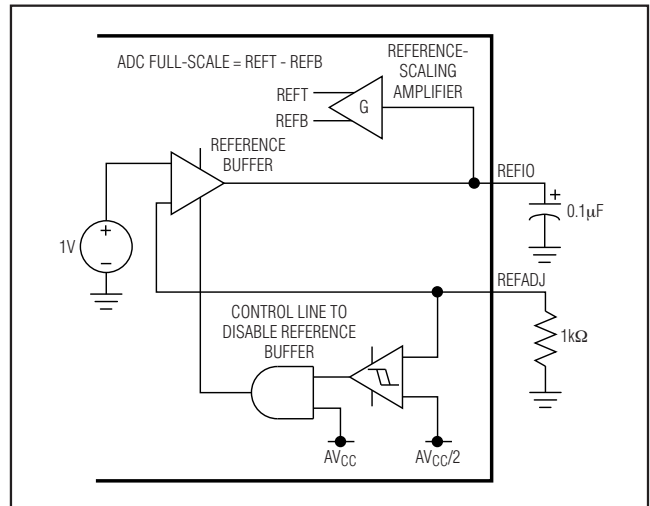 ADC FULL-SCALE = REFT - REFB
REFERENCE-
SCALING
AMPLIFIER
REFT
REFB
G
REFERENCE
BUFFER
REFIO
+
0.1µF
1V
+
−
REFADJ
CONTROL LINE TO
DISABLE REFERENCE
BUFFER
1kΩ
AVCC
AVCC/2